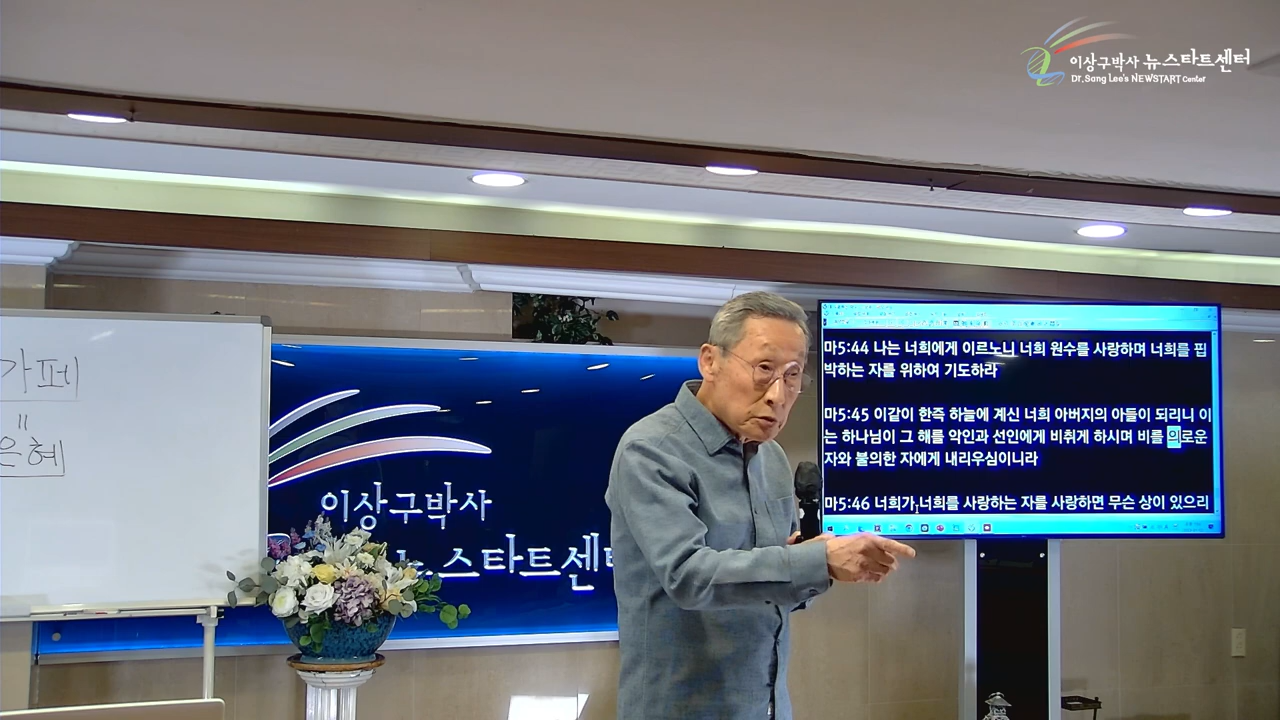 이상구박사 뉴스타트센터
Dr. Sang Lee's NEWSTART Center
가페
=
은혜
이상구박사
뉴스타트센
마5:44 나는 너희에게 이르노니 너희 원수를 사랑하며 너희를 핍
박하는 자를 위하여 기도하라
마5:45 이같이 한즉 하늘에 계신 너희 아버지의 아들이 되리니 이
는 하나님이 그 해를 악인과 선인에게 비취게 하시며 비를 의로운
자와 불의한 자에게 내리우심이니라
마5:46 너희가 너희를 사랑하는 자를 사랑하면 무슨 상이 있으리